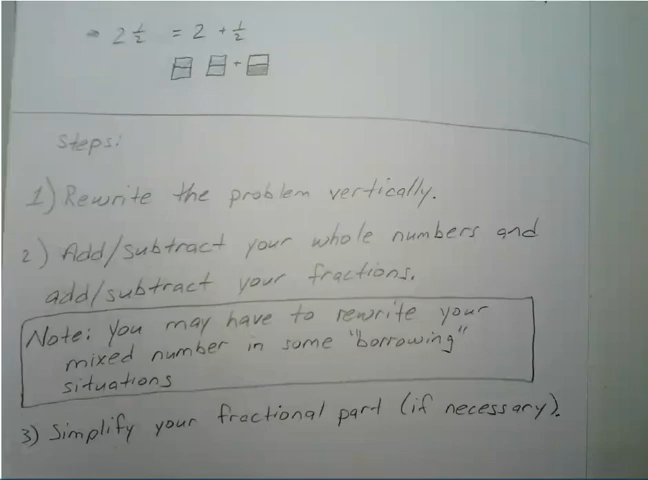 2 1/2 = 2 + 1/2
+
Steps:
1) Rewrite the problem vertically.
2) Add/subtract your whole numbers and
add/subtract your fractions.
Note: you may have to rewrite your
mixed number in some "borrowing"
situations
3) Simplify your fractional part (if necessary).